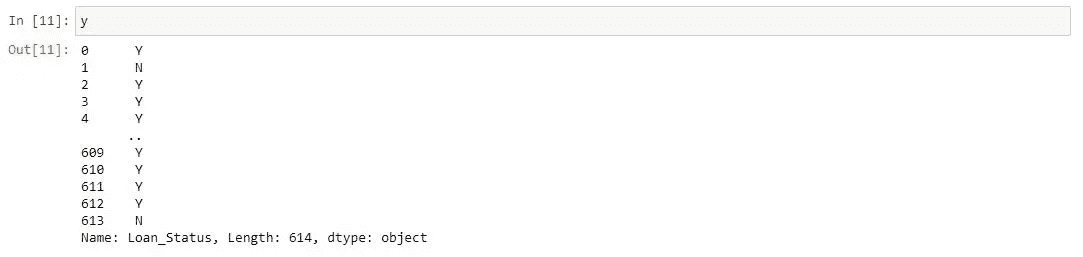 In [11]: y
Out[11]: 0 Y
1 N
2 Y
3 Y
4 Y
..
609 Y
610 Y
611 Y
612 Y
613 N
Name: Loan_Status, Length: 614, dtype: object